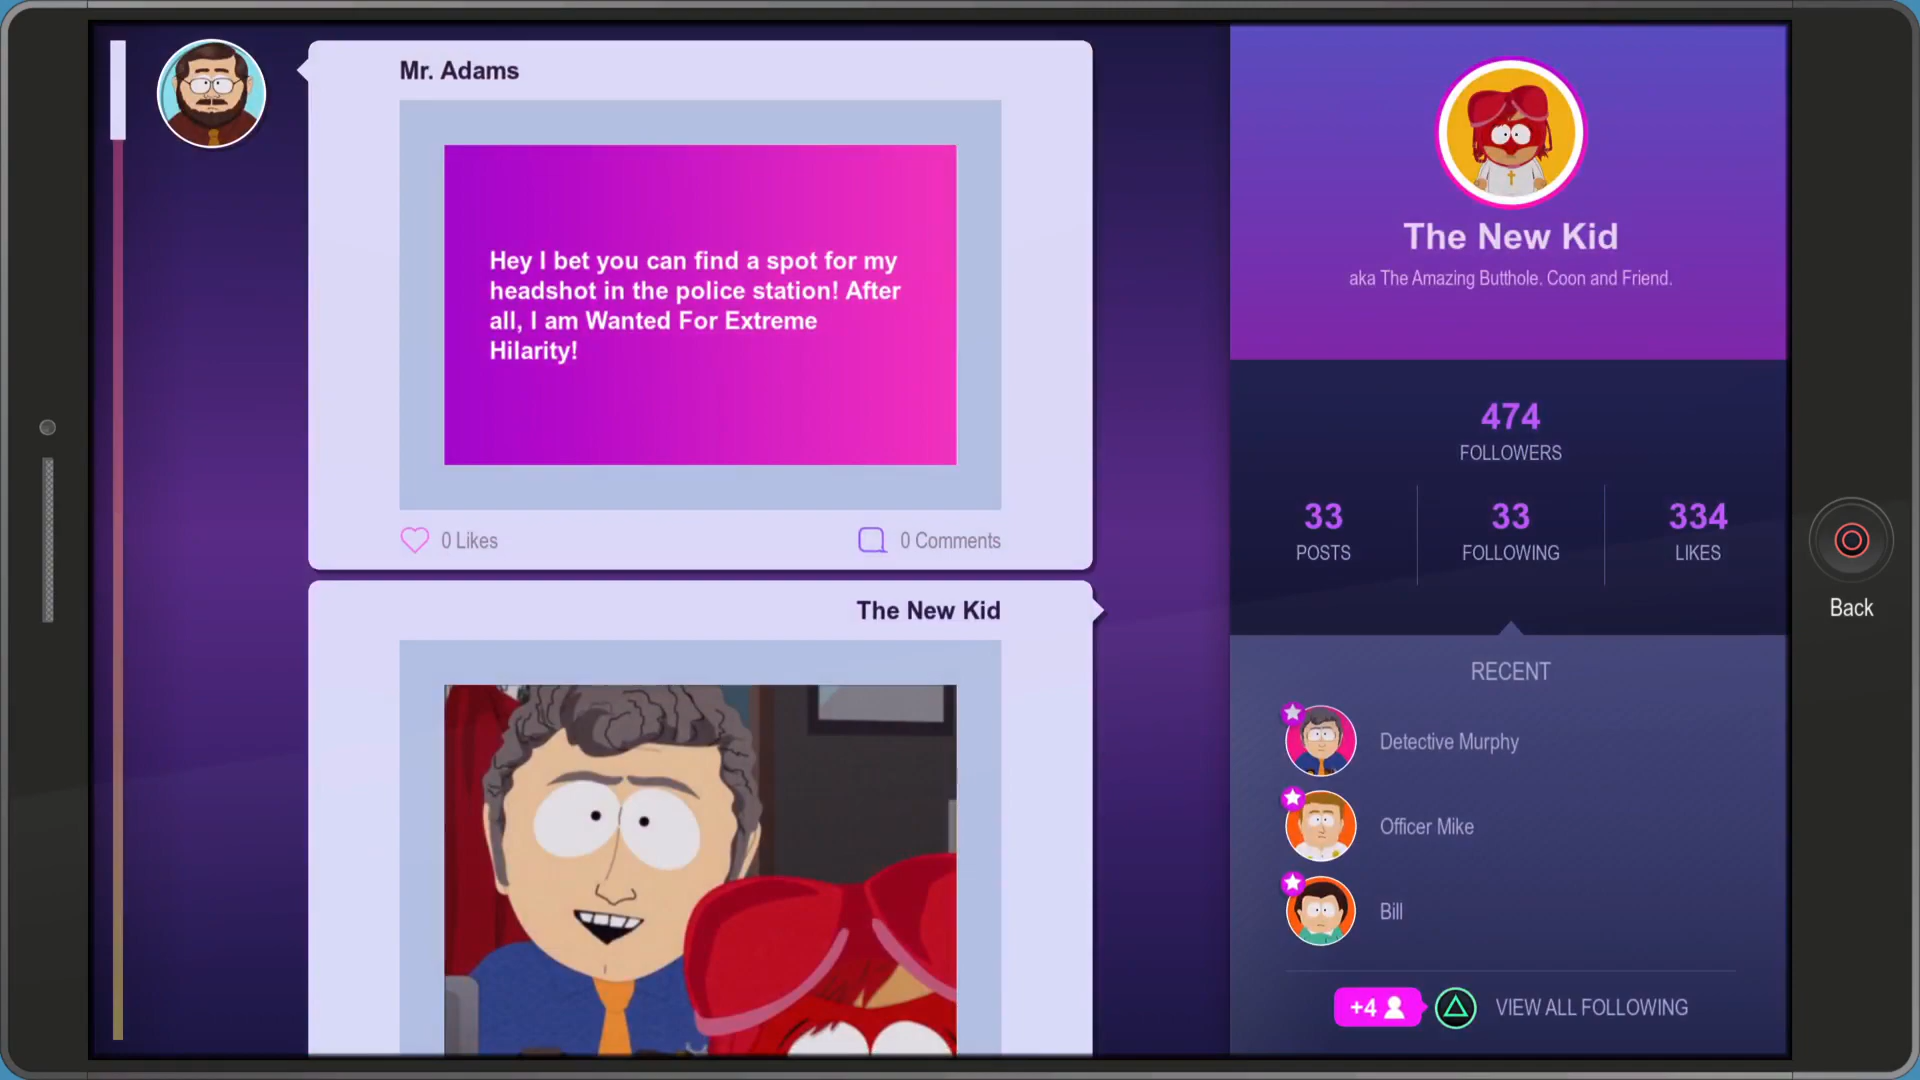 Mr. Adams
Hey I bet you can find a spot for my
headshot in the police station! After
all, I am Wanted For Extreme
Hilarity!
0 Likes
0 Comments
The New Kid
The New Kid
aka The Amazing Butthole. Coon and Friend.
474
FOLLOWERS
33
POSTS
33
FOLLOWING
334
LIKES
RECENT
Detective Murphy
Officer Mike
Bill
+4
VIEW ALL FOLLOWING
Back